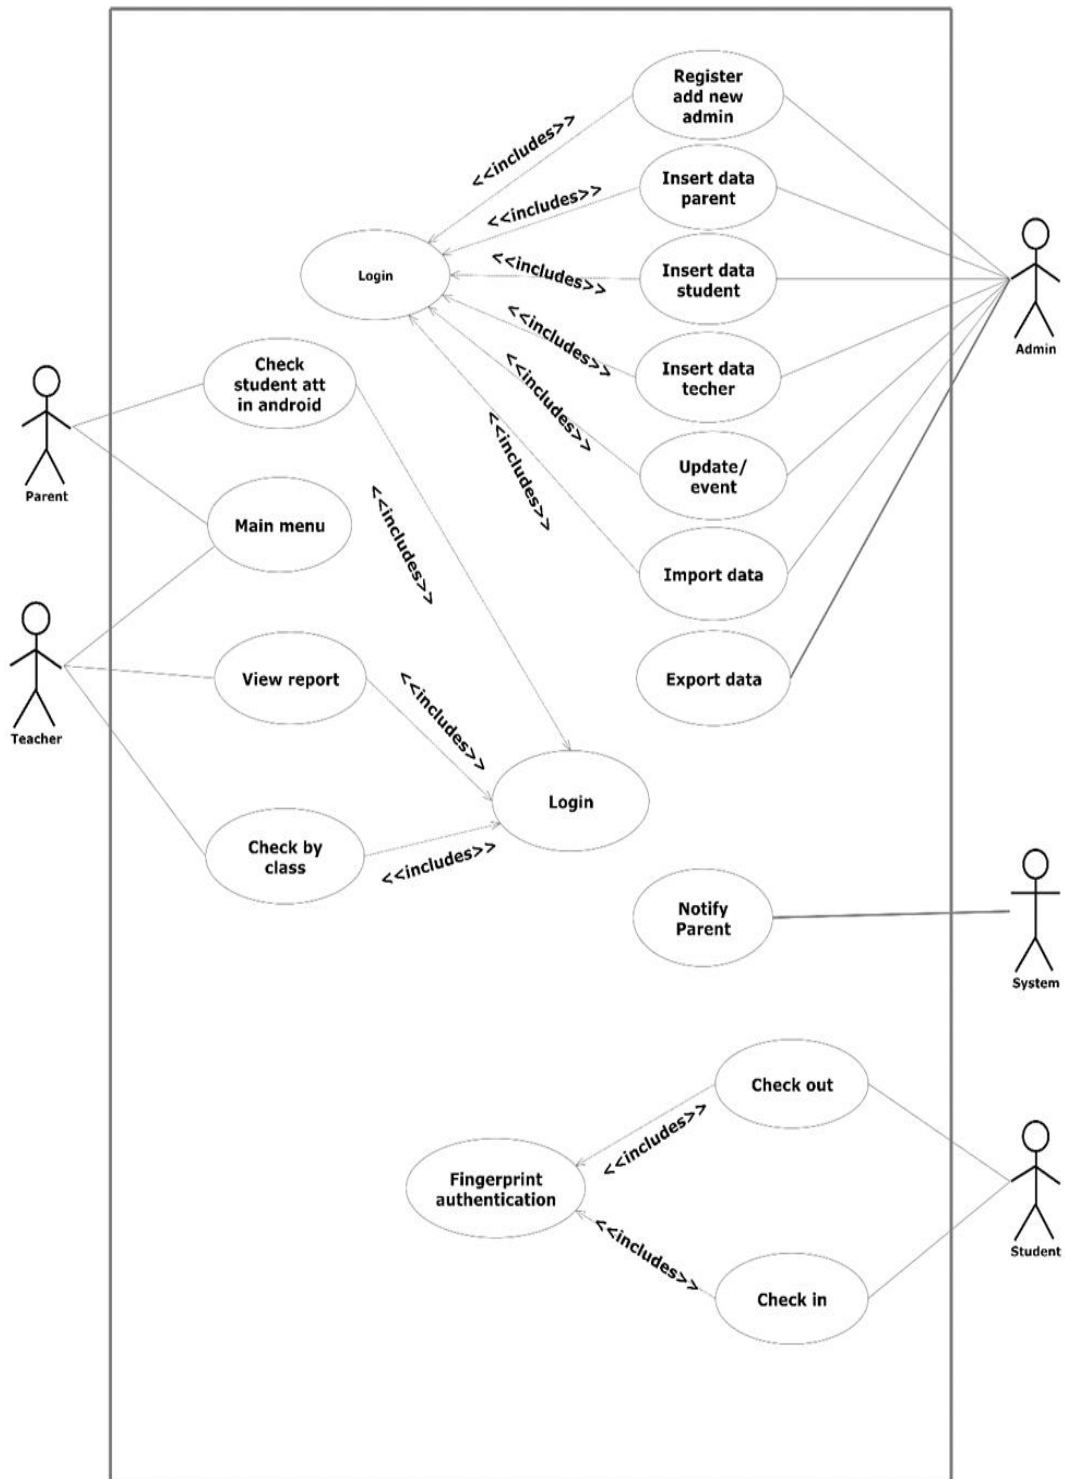 Register
add new
admin
<<includes>>
Insert data
parent
<<includes>>
Login
<<includes>>
Insert data
student
Admin
<<includes>>
Insert data
techer
Check
student att
in android
<<includes>>
Parent
<<includes>>
Update/
event
Main menu
<<includes>>
Import data
Teacher
View report
<<includes>>
Export data
Login
Check by
class
<<includes>>
Notify
Parent
System
Check out
<<includes>>
Fingerprint
authentication
<<includes>>
Student
Check in